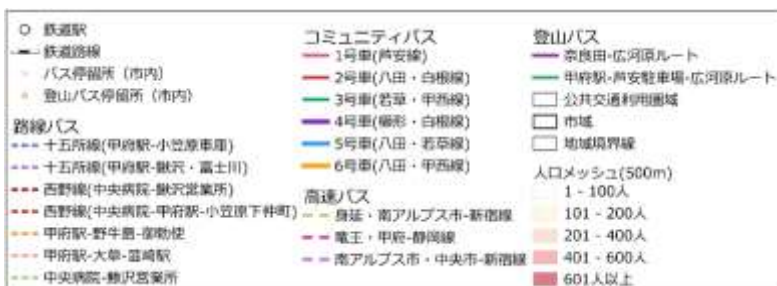 鉄道駅
鉄道路線
バス停留所(市内)
登山バス停留所(市内)
路線バス
十五所線(甲府駅-小笠原車庫)
十五所線(甲府駅-鰍沢・富士川)
西野線(中央病院-鰍沢営業所)
西野線(中央病院-甲府駅-小笠原下仲町)
甲府駅-野牛島-御勅使
甲府駅-大草-韮崎駅
中央病院-鰍沢営業所
コミュニティバス
1号車(芦安線)
2号車(八田・白根線)
3号車(若草・甲西線)
4号車(櫛形・白根線)
5号車(八田・若草線)
6号車(八田・甲西線)
高速バス
身延・南アルプス市-新宿線
竜王・甲府-静岡線
南アルプス市・中央市-新宿線
登山バス
奈良田-広河原ルート
甲府駅-芦安駐車場-広河原ルート
公共交通利用圏域
市域
地域境界線
人口メッシュ(500m)
1 - 100人
101 - 200人
201 - 400人
401 - 600人
601人以上